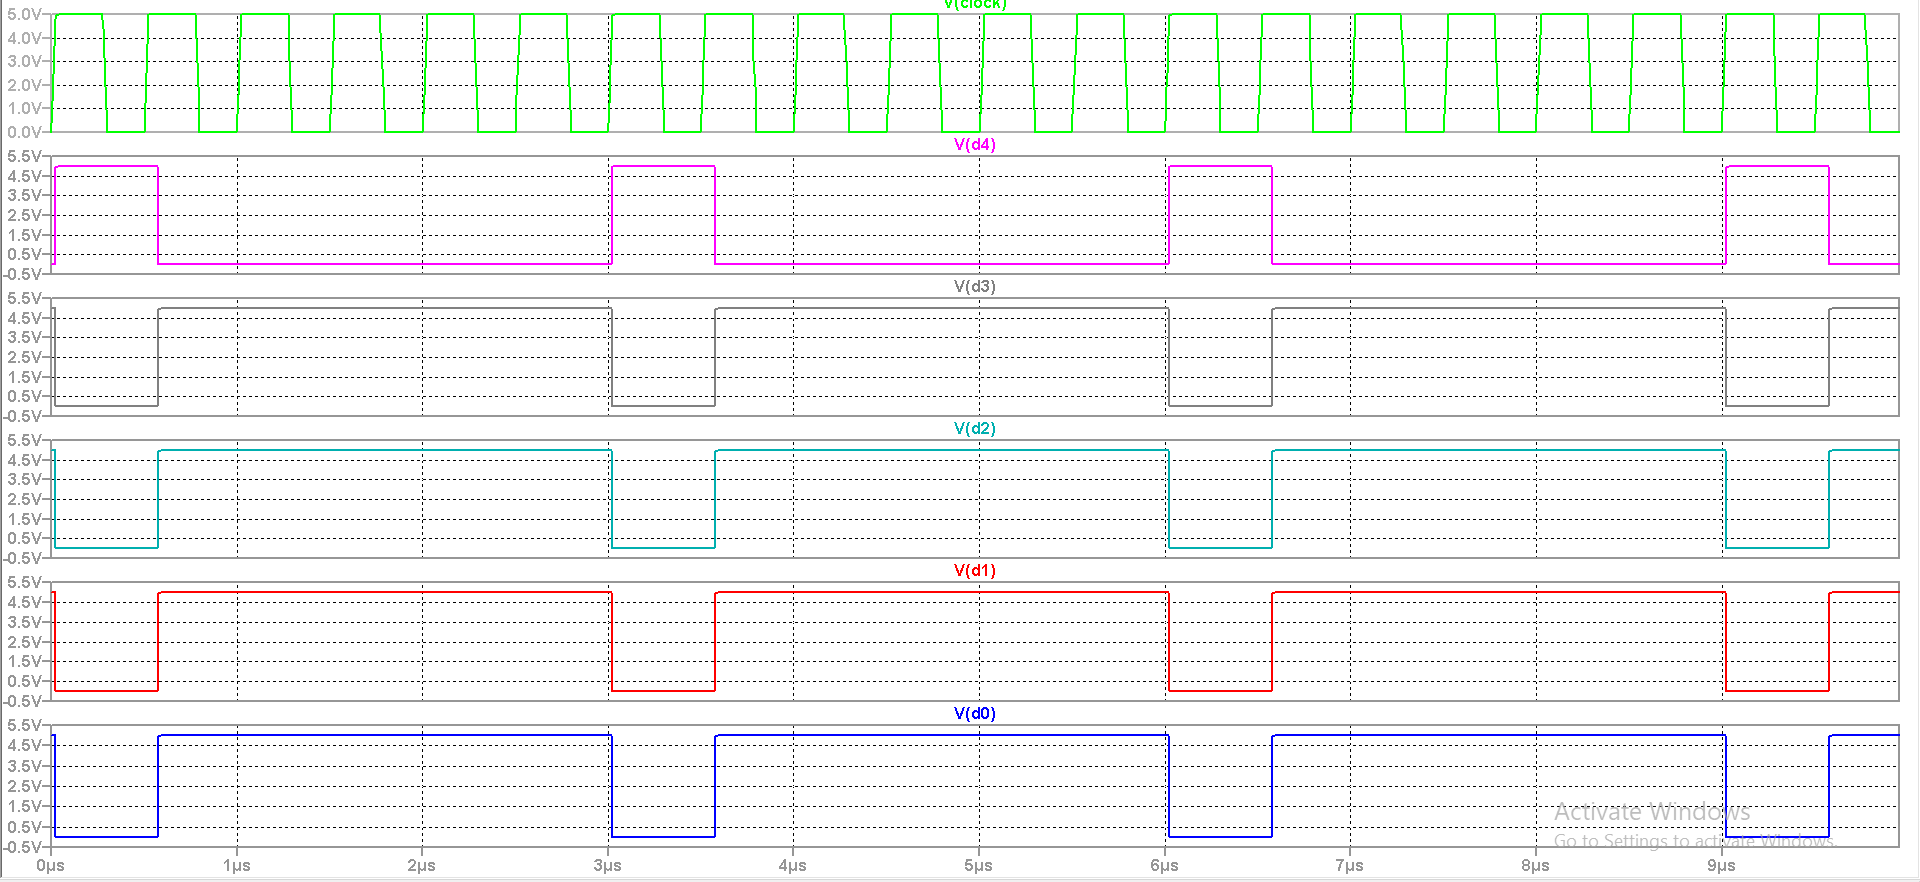 V(clock)
5.0V
4.0V
3.0V
2.0V
1.0V
0.0V
V(d4)
5.5V
4.5V
3.5V
2.5V
1.5V
0.5V
-0.5V
V(d3)
5.5V
4.5V
3.5V
2.5V
1.5V
0.5V
-0.5V
V(d2)
5.5V
4.5V
3.5V
2.5V
1.5V
0.5V
-0.5V
V(d1)
5.5V
4.5V
3.5V
2.5V
1.5V
0.5V
-0.5V
V(d0)
5.5V
4.5V
3.5V
2.5V
1.5V
0.5V
-0.5V
0µs 1µs 2µs 3µs 4µs 5µs 6µs 7µs 8µs 9µs
Activate Windows
Go to Settings to activate Windows.